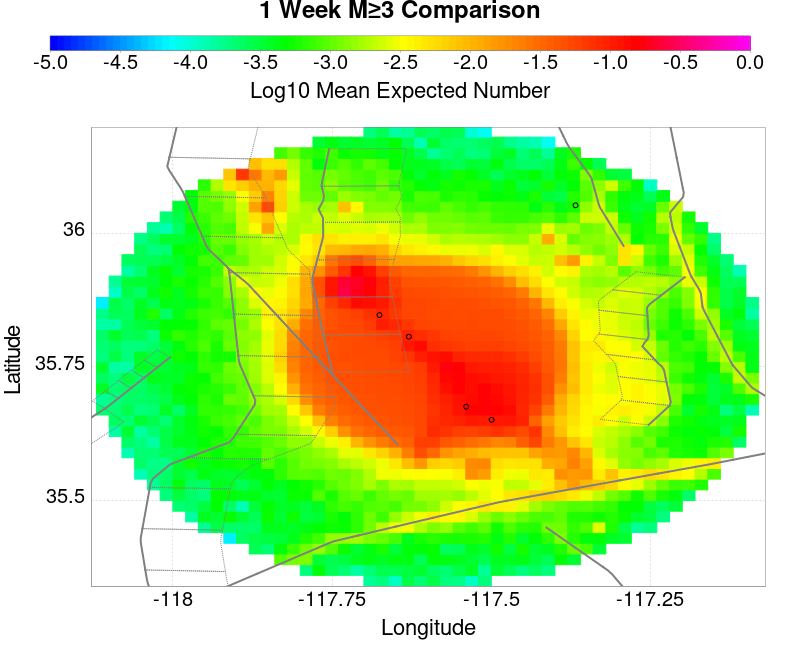 1 Week M≥3 Comparison
-5.0 -4.5 -4.0 -3.5 -3.0 -2.5 -2.0 -1.5 -1.0 -0.5 0.0
Log10 Mean Expected Number
36
35.75
35.5
Latitude
-118 -117.75 -117.5 -117.25
Longitude